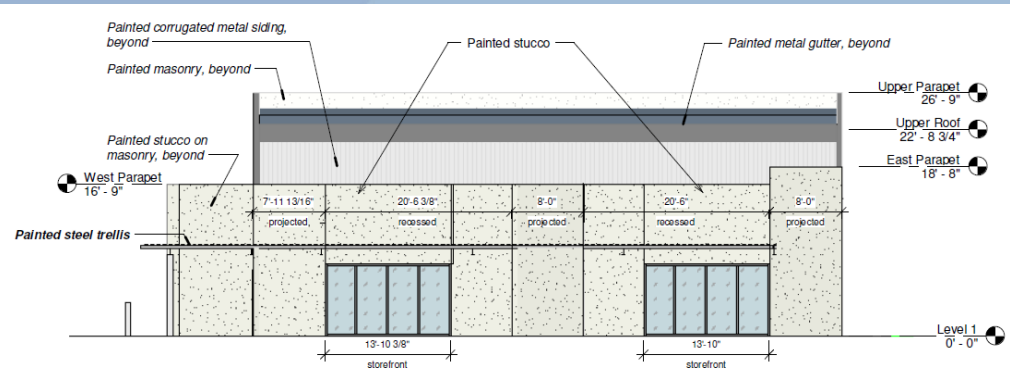 Painted corrugated metal siding,
beyond
Painted stucco
Painted metal gutter, beyond
Painted masonry, beyond
Upper Parapet
26' - 9"
Upper Roof
22' - 8 3/4"
Painted stucco on
masonry, beyond
East Parapet
18' - 8"
West Parapet
16' - 9"
7'-11 13/16"
20'-6 3/8"
8'-0"
20'-6"
8'-0"
projected,
recessed
projected
recessed
projected
Painted steel trellis
Level 1
0' - 0"
13'-10 3/8"
13'-10"
storefront
storefront